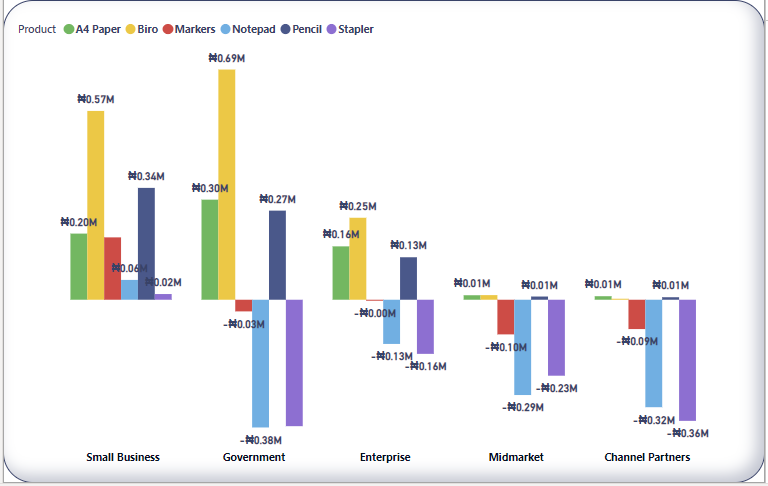 Product A4 Paper Biro Markers Notepad Pencil Stapler
₦0.69M
₦0.57M
₦0.34M
₦0.30M
₦0.27M
₦0.25M
₦0.20M
₦0.16M
₦0.13M
₦0.06M
₦0.02M
₦0.01M ₦0.01M ₦0.01M ₦0.01M
-₦0.00M
-₦0.03M
-₦0.09M
-₦0.10M
-₦0.13M
-₦0.16M
-₦0.23M
-₦0.29M
-₦0.32M
-₦0.36M
-₦0.38M
Small Business Government Enterprise Midmarket Channel Partners